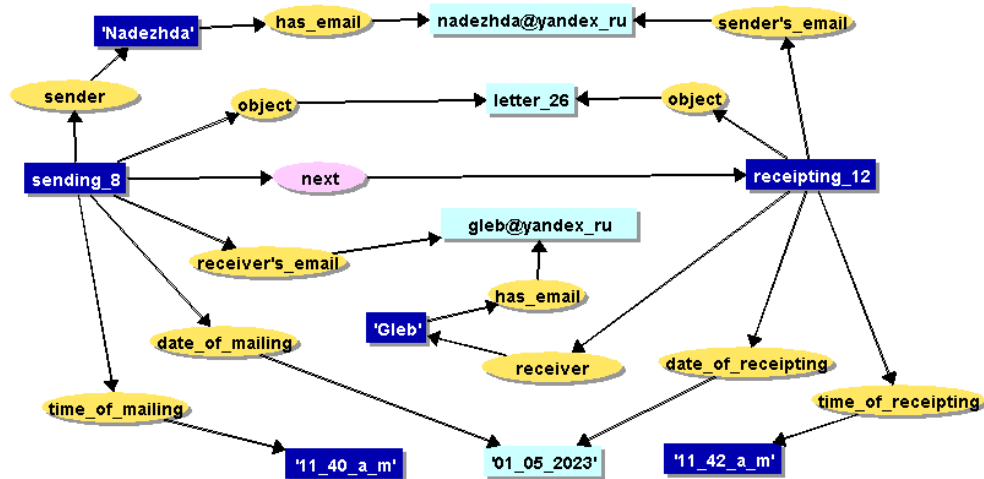 'Nadezhda'
has_email
nadezhda@yandex_ru
sender's_email
sender
object
letter_26
object
sending_8
next
receipting_12
gleb@yandex_ru
receiver's_email
has_email
'Gleb'
date_of_mailing
receiver
date_of_receipting
time_of_mailing
time_of_receipting
'11_40_a_m'
'01_05_2023'
'11_42_a_m'